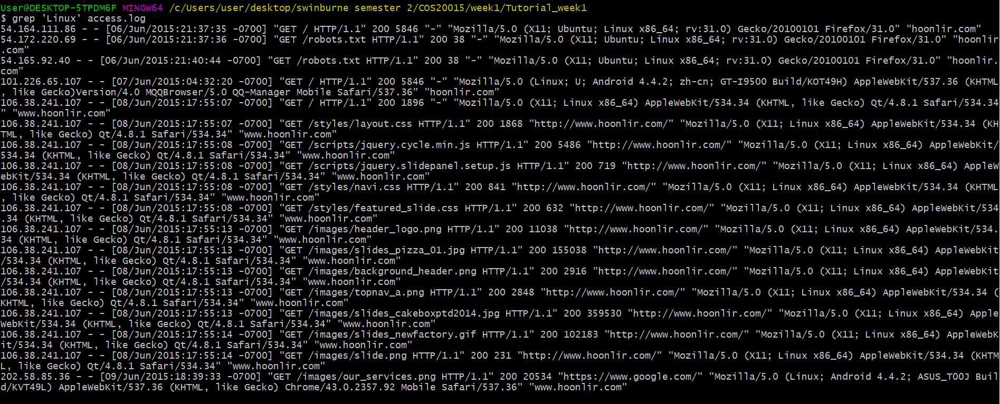 User@DESKTOP-5TPDM6F MINGW64 /c/Users/user/desktop/swinburne semester 2/COS20015/week1/Tutorial_week1
$ grep 'Linux' access.log
54.164.111.86 - - [06/Jun/2015:21:37:35 -0700] "GET / HTTP/1.1" 200 5846 "-" "Mozilla/5.0 (X11; Ubuntu; Linux x86_64; rv:31.0) Gecko/20100101 Firefox/31.0" "hoonlir.com"
54.172.220.69 - - [06/Jun/2015:21:37:36 -0700] "GET /robots.txt HTTP/1.1" 200 38 "-" "Mozilla/5.0 (X11; Ubuntu; Linux x86_64; rv:31.0) Gecko/20100101 Firefox/31.0" "hoonlir
.com"
54.165.92.40 - - [06/Jun/2015:21:40:44 -0700] "GET /robots.txt HTTP/1.1" 200 38 "-" "Mozilla/5.0 (X11; Ubuntu; Linux x86_64; rv:31.0) Gecko/20100101 Firefox/31.0" "hoonlir.
com"
101.226.65.107 - - [07/Jun/2015:04:32:20 -0700] "GET / HTTP/1.1" 200 5846 "-" "Mozilla/5.0 (Linux; U; Android 4.4.2; zh-cn; GT-I9500 Build/KOT49H) AppleWebKit/537.36 (KHTML
, like Gecko)Version/4.0 MQQBrowser/5.0 QQ-Manager Mobile Safari/537.36" "hoonlir.com"
106.38.241.107 - - [08/Jun/2015:17:55:07 -0700] "GET / HTTP/1.1" 200 1896 "-" "Mozilla/5.0 (X11; Linux x86_64) AppleWebKit/534.34 (KHTML, like Gecko) Qt/4.8.1 Safari/534.34
" "www.hoonlir.com"
106.38.241.107 - - [08/Jun/2015:17:55:07 -0700] "GET /styles/layout.css HTTP/1.1" 200 1868 "http://www.hoonlir.com/" "Mozilla/5.0 (X11; Linux x86_64) AppleWebKit/534.34 (KH
TML, like Gecko) Qt/4.8.1 Safari/534.34" "www.hoonlir.com"
106.38.241.107 - - [08/Jun/2015:17:55:08 -0700] "GET /scripts/jquery.cycle.min.js HTTP/1.1" 200 5486 "http://www.hoonlir.com/" "Mozilla/5.0 (X11; Linux x86_64) AppleWebKit/
534.34 (KHTML, like Gecko) Qt/4.8.1 Safari/534.34" "www.hoonlir.com"
106.38.241.107 - - [08/Jun/2015:17:55:08 -0700] "GET /scripts/jquery.slidepanel.setup.js HTTP/1.1" 200 719 "http://www.hoonlir.com/" "Mozilla/5.0 (X11; Linux x86_64) AppleW
ebKit/534.34 (KHTML, like Gecko) Qt/4.8.1 Safari/534.34" "www.hoonlir.com"
106.38.241.107 - - [08/Jun/2015:17:55:08 -0700] "GET /styles/navi.css HTTP/1.1" 200 841 "http://www.hoonlir.com/" "Mozilla/5.0 (X11; Linux x86_64) AppleWebKit/534.34 (KHTML
, like Gecko) Qt/4.8.1 Safari/534.34" "www.hoonlir.com"
106.38.241.107 - - [08/Jun/2015:17:55:08 -0700] "GET /styles/featured_slide.css HTTP/1.1" 200 632 "http://www.hoonlir.com/" "Mozilla/5.0 (X11; Linux x86_64) AppleWebKit/534
.34 (KHTML, like Gecko) Qt/4.8.1 Safari/534.34" "www.hoonlir.com"
106.38.241.107 - - [08/Jun/2015:17:55:13 -0700] "GET /images/header_logo.png HTTP/1.1" 200 11038 "http://www.hoonlir.com/" "Mozilla/5.0 (X11; Linux x86_64) AppleWebKit/534.
34 (KHTML, like Gecko) Qt/4.8.1 Safari/534.34" "www.hoonlir.com"
106.38.241.107 - - [08/Jun/2015:17:55:13 -0700] "GET /images/slides_pizza_01.jpg HTTP/1.1" 200 155038 "http://www.hoonlir.com/" "Mozilla/5.0 (X11; Linux x86_64) AppleWebKit
/534.34 (KHTML, like Gecko) Qt/4.8.1 Safari/534.34" "www.hoonlir.com"
106.38.241.107 - - [08/Jun/2015:17:55:13 -0700] "GET /images/background_header.png HTTP/1.1" 200 2916 "http://www.hoonlir.com/" "Mozilla/5.0 (X11; Linux x86_64) AppleWebKit
/534.34 (KHTML, like Gecko) Qt/4.8.1 Safari/534.34" "www.hoonlir.com"
106.38.241.107 - - [08/Jun/2015:17:55:13 -0700] "GET /images/topnav_a.png HTTP/1.1" 200 2848 "http://www.hoonlir.com/" "Mozilla/5.0 (X11; Linux x86_64) AppleWebKit/534.34 (
KHTML, like Gecko) Qt/4.8.1 Safari/534.34" "www.hoonlir.com"
106.38.241.107 - - [08/Jun/2015:17:55:13 -0700] "GET /images/slides_cakeboxptd2014.jpg HTTP/1.1" 200 359530 "http://www.hoonlir.com/" "Mozilla/5.0 (X11; Linux x86_64) Apple
WebKit/534.34 (KHTML, like Gecko) Qt/4.8.1 Safari/534.34" "www.hoonlir.com"
106.38.241.107 - - [08/Jun/2015:17:55:14 -0700] "GET /images/slides_newfactory.gif HTTP/1.1" 200 102183 "http://www.hoonlir.com/" "Mozilla/5.0 (X11; Linux x86_64) AppleWebK
it/534.34 (KHTML, like Gecko) Qt/4.8.1 Safari/534.34" "www.hoonlir.com"
106.38.241.107 - - [08/Jun/2015:17:55:14 -0700] "GET /images/slide.png HTTP/1.1" 200 231 "http://www.hoonlir.com/" "Mozilla/5.0 (X11; Linux x86_64) AppleWebKit/534.34 (KHTM
L, like Gecko) Qt/4.8.1 Safari/534.34" "www.hoonlir.com"
202.58.85.36 - - [09/Jun/2015:18:39:33 -0700] "GET /images/our_services.png HTTP/1.1" 200 20534 "https://www.google.com/" "Mozilla/5.0 (Linux; Android 4.4.2; ASUS_T00J Buil
d/KVT49L) AppleWebKit/537.36 (KHTML, like Gecko) Chrome/43.0.2357.92 Mobile Safari/537.36" "www.hoonlir.com"